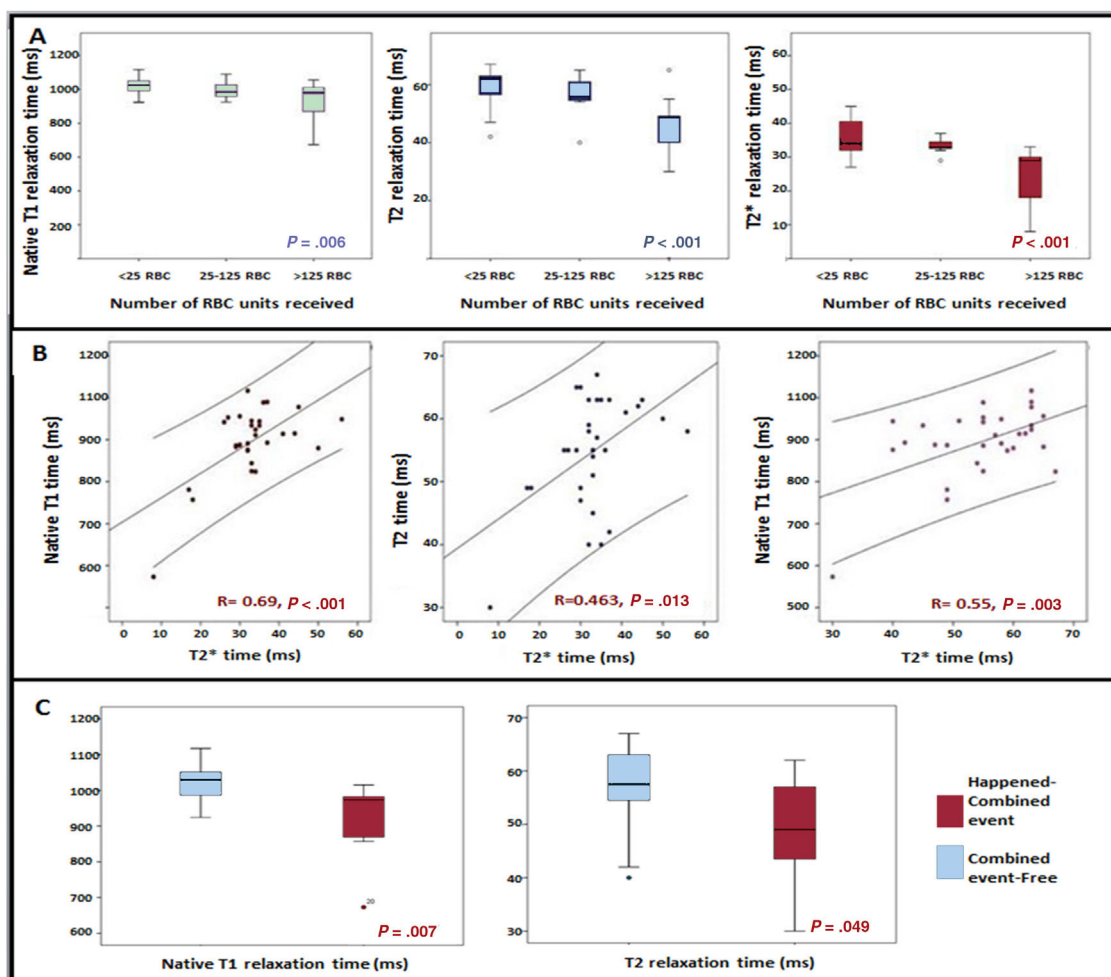 A
Native T1 relaxation time (ms)
1200
1000
800
600
400
200
<25 RBC
25-125 RBC
>125 RBC
P = .006
Number of RBC units received
T2 relaxation time (ms)
60
40
20
<25 RBC
25-125 RBC
>125 RBC
P < .001
Number of RBC units received
T2* relaxation time (ms)
60
50
40
30
20
10
<25 RBC
25-125 RBC
>125 RBC
P < .001
Number of RBC units received
B
Native T1 time (ms)
1200
1100
900
800
700
600
R= 0.69, P < .001
0 10 20 30 40 50 60
T2* time (ms)
T2 time (ms)
70
60
50
40
30
R=0.463, P = .013
0 10 20 30 40 50 60
T2* time (ms)
Native T1 time (ms)
1200
1100
1000
900
800
700
600
500
R= 0.55, P = .003
30 40 50 60 70
T2* time (ms)
C
1200
1100
1000
900
800
700
600
20
P = .007
Native T1 relaxation time (ms)
70
60
50
40
30
P = .049
T2 relaxation time (ms)
Happened-
Combined
event
Combined
event-Free